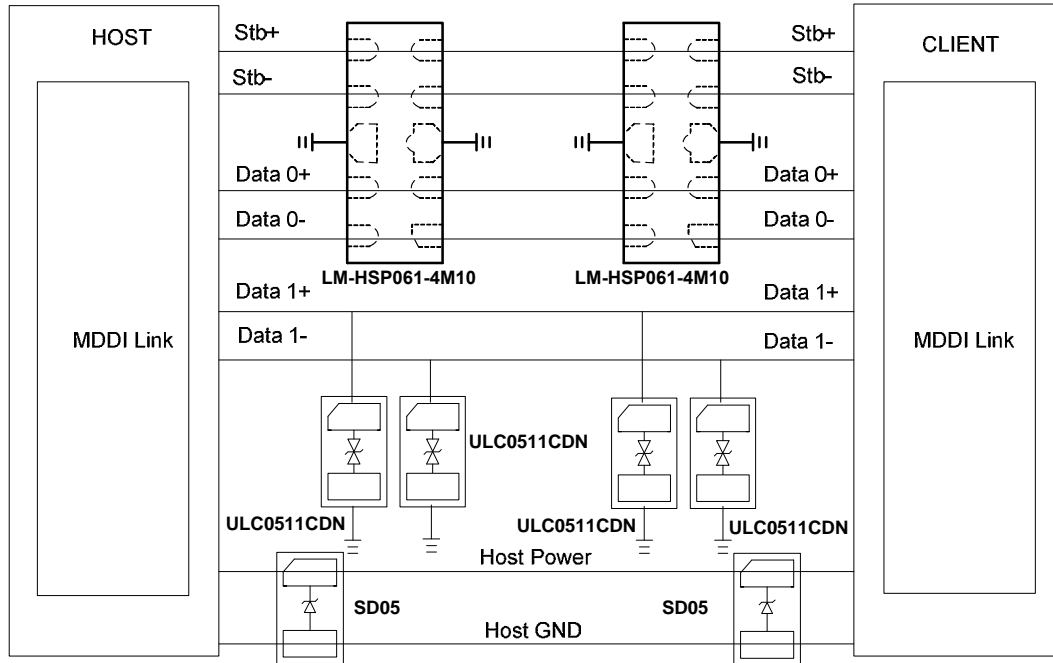 HOST
CLIENT
Stb+
Stb+
Stb-
Stb-
Data 0+
Data 0+
Data 0-
Data 0-
LM-HSP061-4M10
LM-HSP061-4M10
Data 1+
Data 1+
Data 1-
Data 1-
MDDI Link
MDDI Link
ULC0511CDN
ULC0511CDN
ULC0511CDN
ULC0511CDN
Host Power
SD05
SD05
Host GND